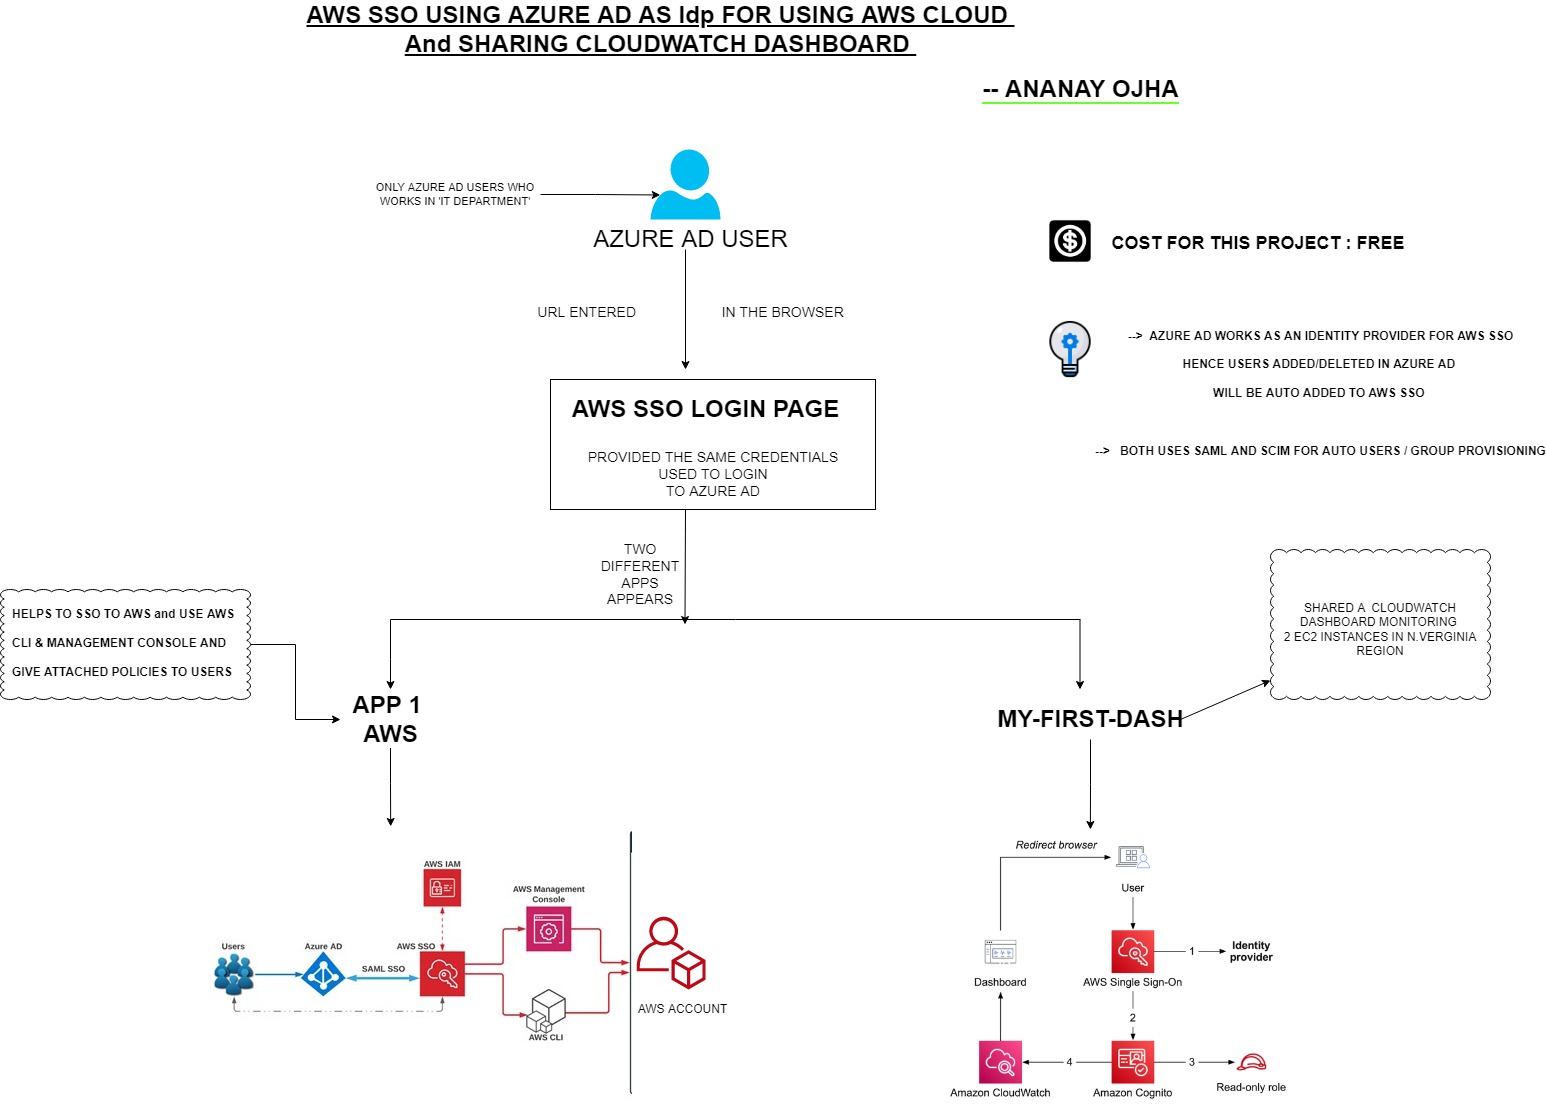 AWS SSO USING AZURE AD AS Idp FOR USING AWS CLOUD
And SHARING CLOUDWATCH DASHBOARD
-- ANANAY OJHA
ONLY AZURE AD USERS WHO
WORKS IN 'IT DEPARTMENT'
AZURE AD USER
COST FOR THIS PROJECT : FREE
URL ENTERED
IN THE BROWSER
--> AZURE AD WORKS AS AN IDENTITY PROVIDER FOR AWS SSO
HENCE USERS ADDED/DELETED IN AZURE AD
WILL BE AUTO ADDED TO AWS SSO
--> BOTH USES SAML AND SCIM FOR AUTO USERS / GROUP PROVISIONING
AWS SSO LOGIN PAGE
PROVIDED THE SAME CREDENTIALS
USED TO LOGIN
TO AZURE AD
TWO
DIFFERENT
APPS
APPEARS
HELPS TO SSO TO AWS and USE AWS
CLI & MANAGEMENT CONSOLE AND
GIVE ATTACHED POLICIES TO USERS
SHARED A CLOUDWATCH
DASHBOARD MONITORING
2 EC2 INSTANCES IN N.VERGINIA
REGION
APP 1
AWS
MY-FIRST-DASH
AWS IAM
AWS Management
Console
Users
Azure AD
AWS SSO
SAML SSO
AWS CLI
AWS ACCOUNT
Redirect browser
User
Dashboard
AWS Single Sign-On
1
Identity
provider
2
Amazon CloudWatch
4
Amazon Cognito
3
Read-only role